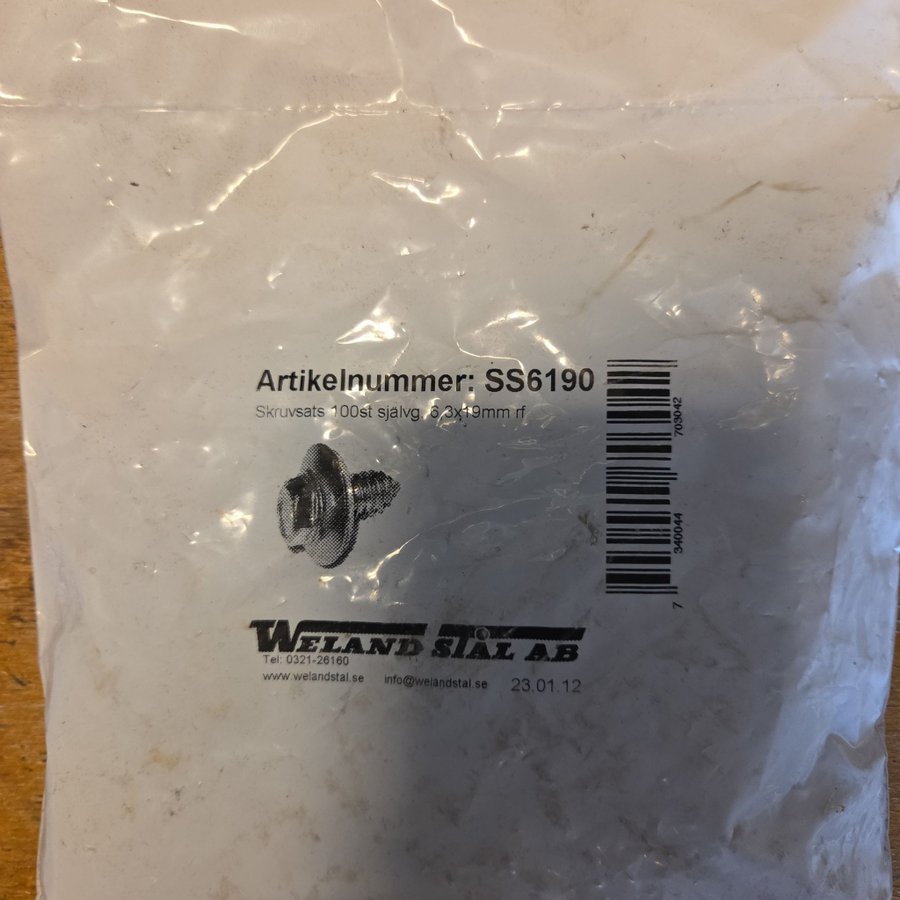 Artikelnummer: SS6190
Skruvsats 100st självg. 6,3x19mm rf
WELAND STÅL AB
Tel: 0321-26160
www.welandstal.se info@welandstal.se 23.01.12
7 340044 703042